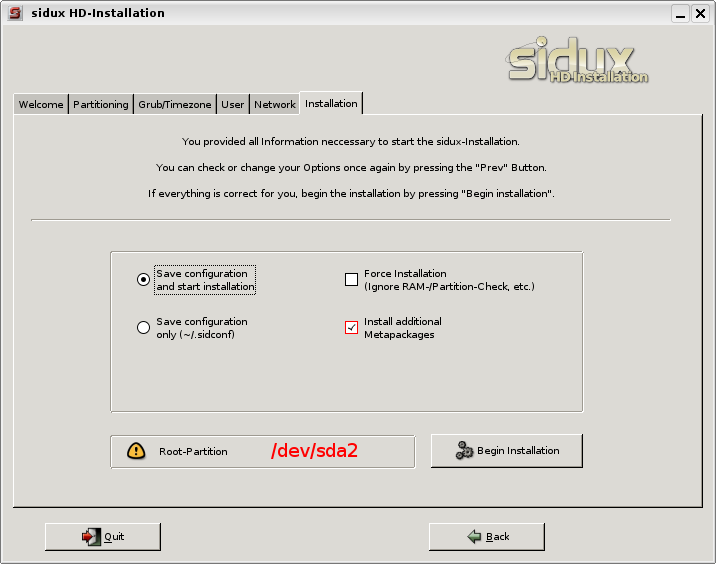 sidux HD-Installation
sidux
HD-Installation
Welcome Partitioning Grub/Timezone User Network Installation
You provided all Information neccessary to start the sidux-Installation.
You can check or change your Options once again by pressing the "Prev" Button.
If everything is correct for you, begin the installation by pressing "Begin installation".
Save configuration
and start installation
Force Installation
(Ignore RAM-/Partition-Check, etc.)
Save configuration
only (~/.sidconf)
Install additional
Metapackages
Root-Partition /dev/sda2
Begin Installation
Quit
Back